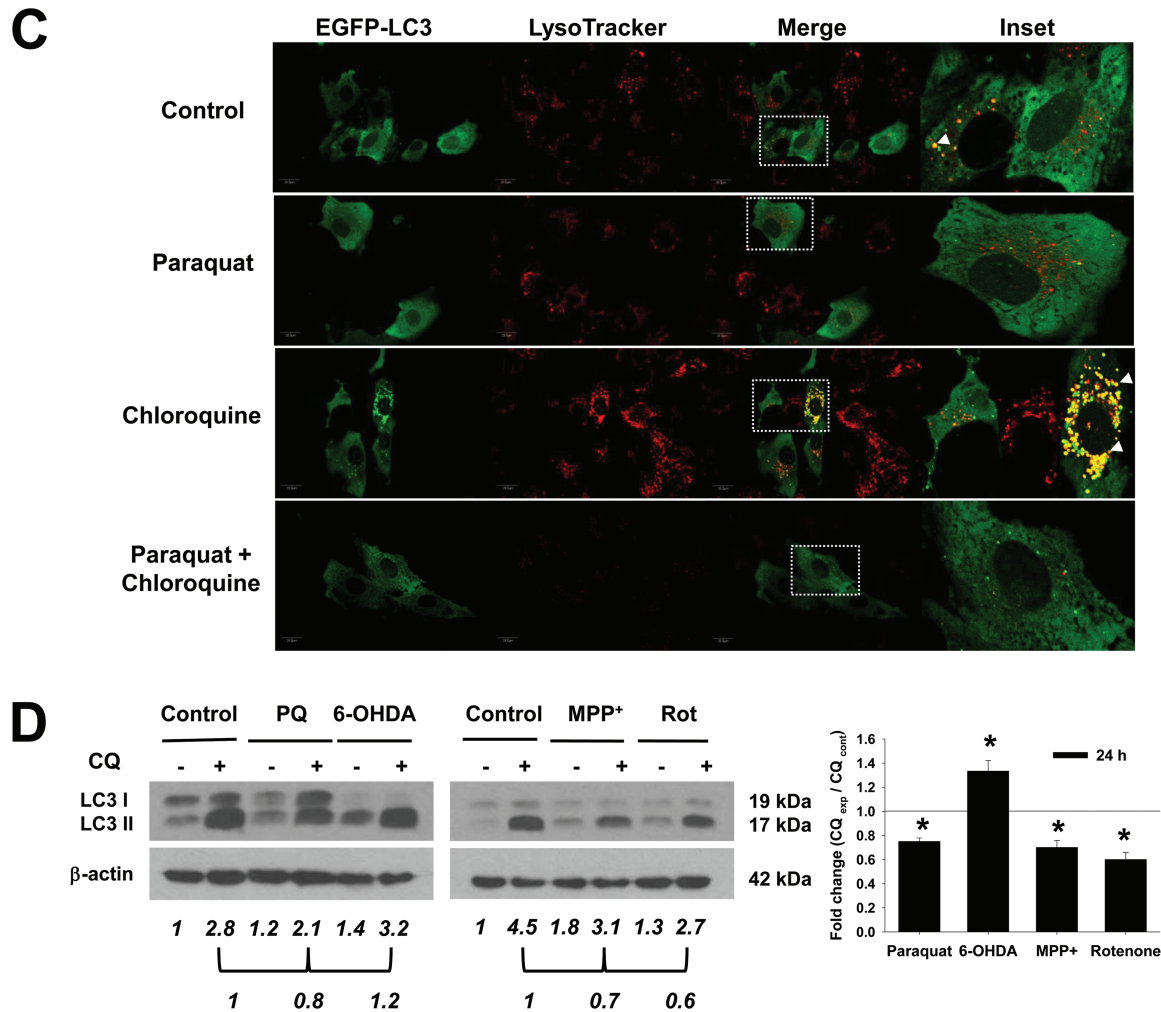 C
EGFP-LC3 LysoTracker Merge Inset
Control
Paraquat
Chloroquine
Paraquat +
Chloroquine
D
Control PQ 6-OHDA Control MPP+ Rot
CQ - + - + - + - + - + - +
LC3 I 19 kDa
LC3 II 17 kDa
β-actin 42 kDa
1 2.8 1.2 2.1 1.4 3.2 1 4.5 1.8 3.1 1.3 2.7
1 0.8 1.2 1 0.7 0.6
Fold change (CQexp / CQcont)
1.6
1.4
1.2
1.0
0.8
0.6
0.4
0.2
0.0
24 h
* * * *
Paraquat 6-OHDA MPP+ Rotenone